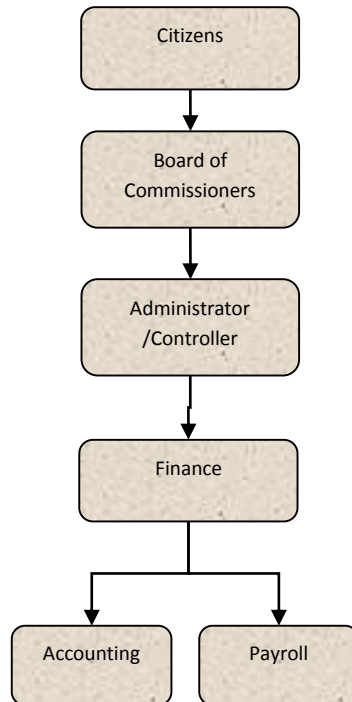 Citizens
Board of
Commissioners
Administrator
/Controller
Finance
Accounting
Payroll